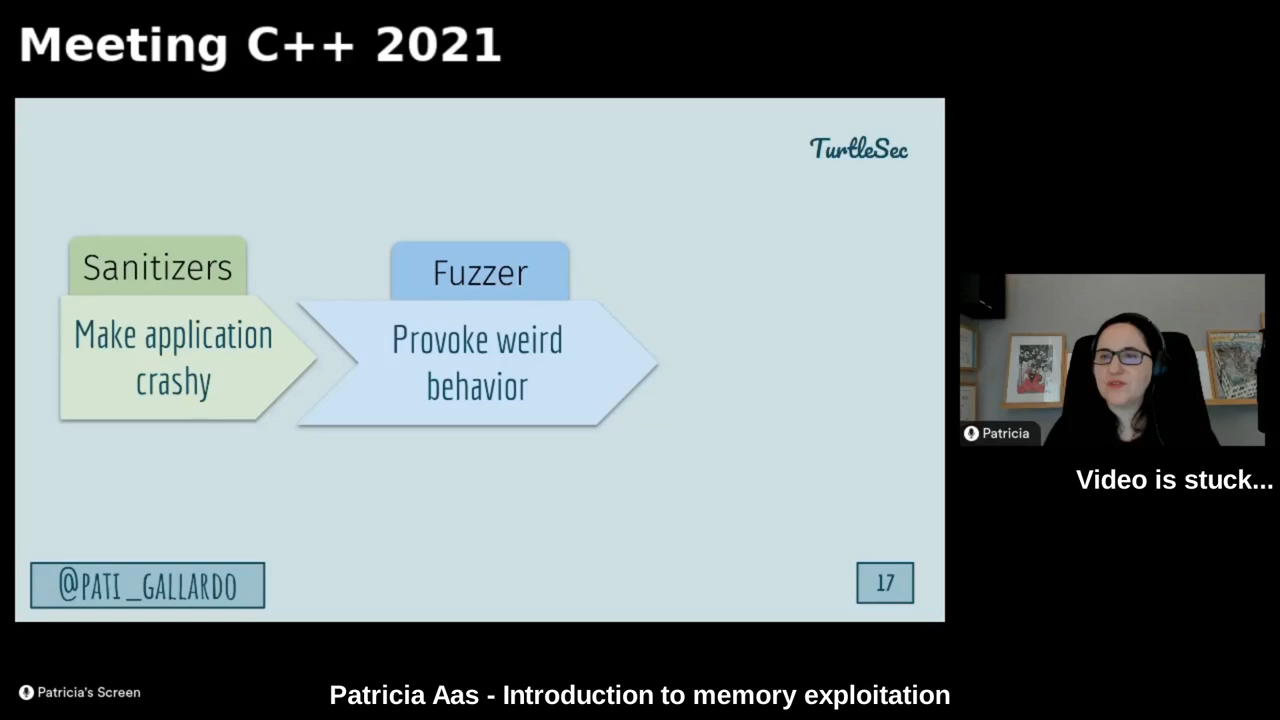 Meeting C++ 2021
TurtleSec
Sanitizers
Make application
crashy
Fuzzer
Provoke weird
behavior
@PATI_GALLARDO
17
Patricia
Video is stuck...
Patricia's Screen
Patricia Aas - Introduction to memory exploitation